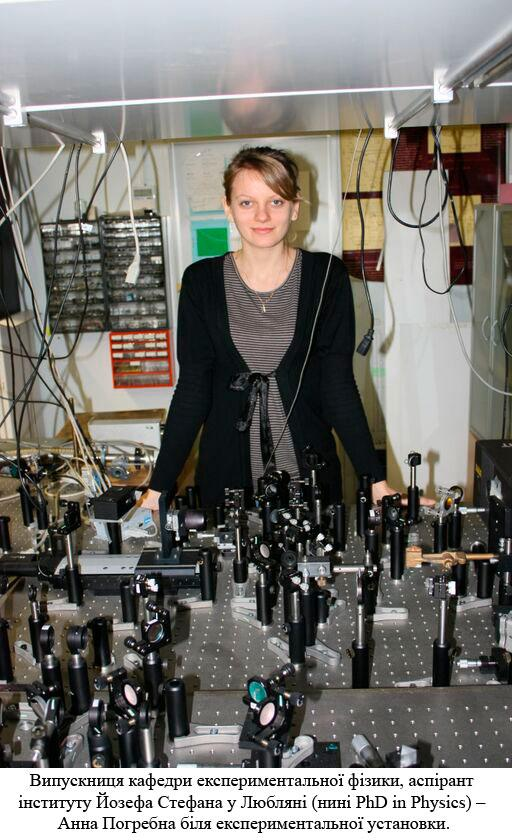 Випускниця кафедри експериментальної фізики, аспірант
інституту Йозефа Стефана у Любляні (нині PhD in Physics) –
Анна Погребна біля експериментальної установки.